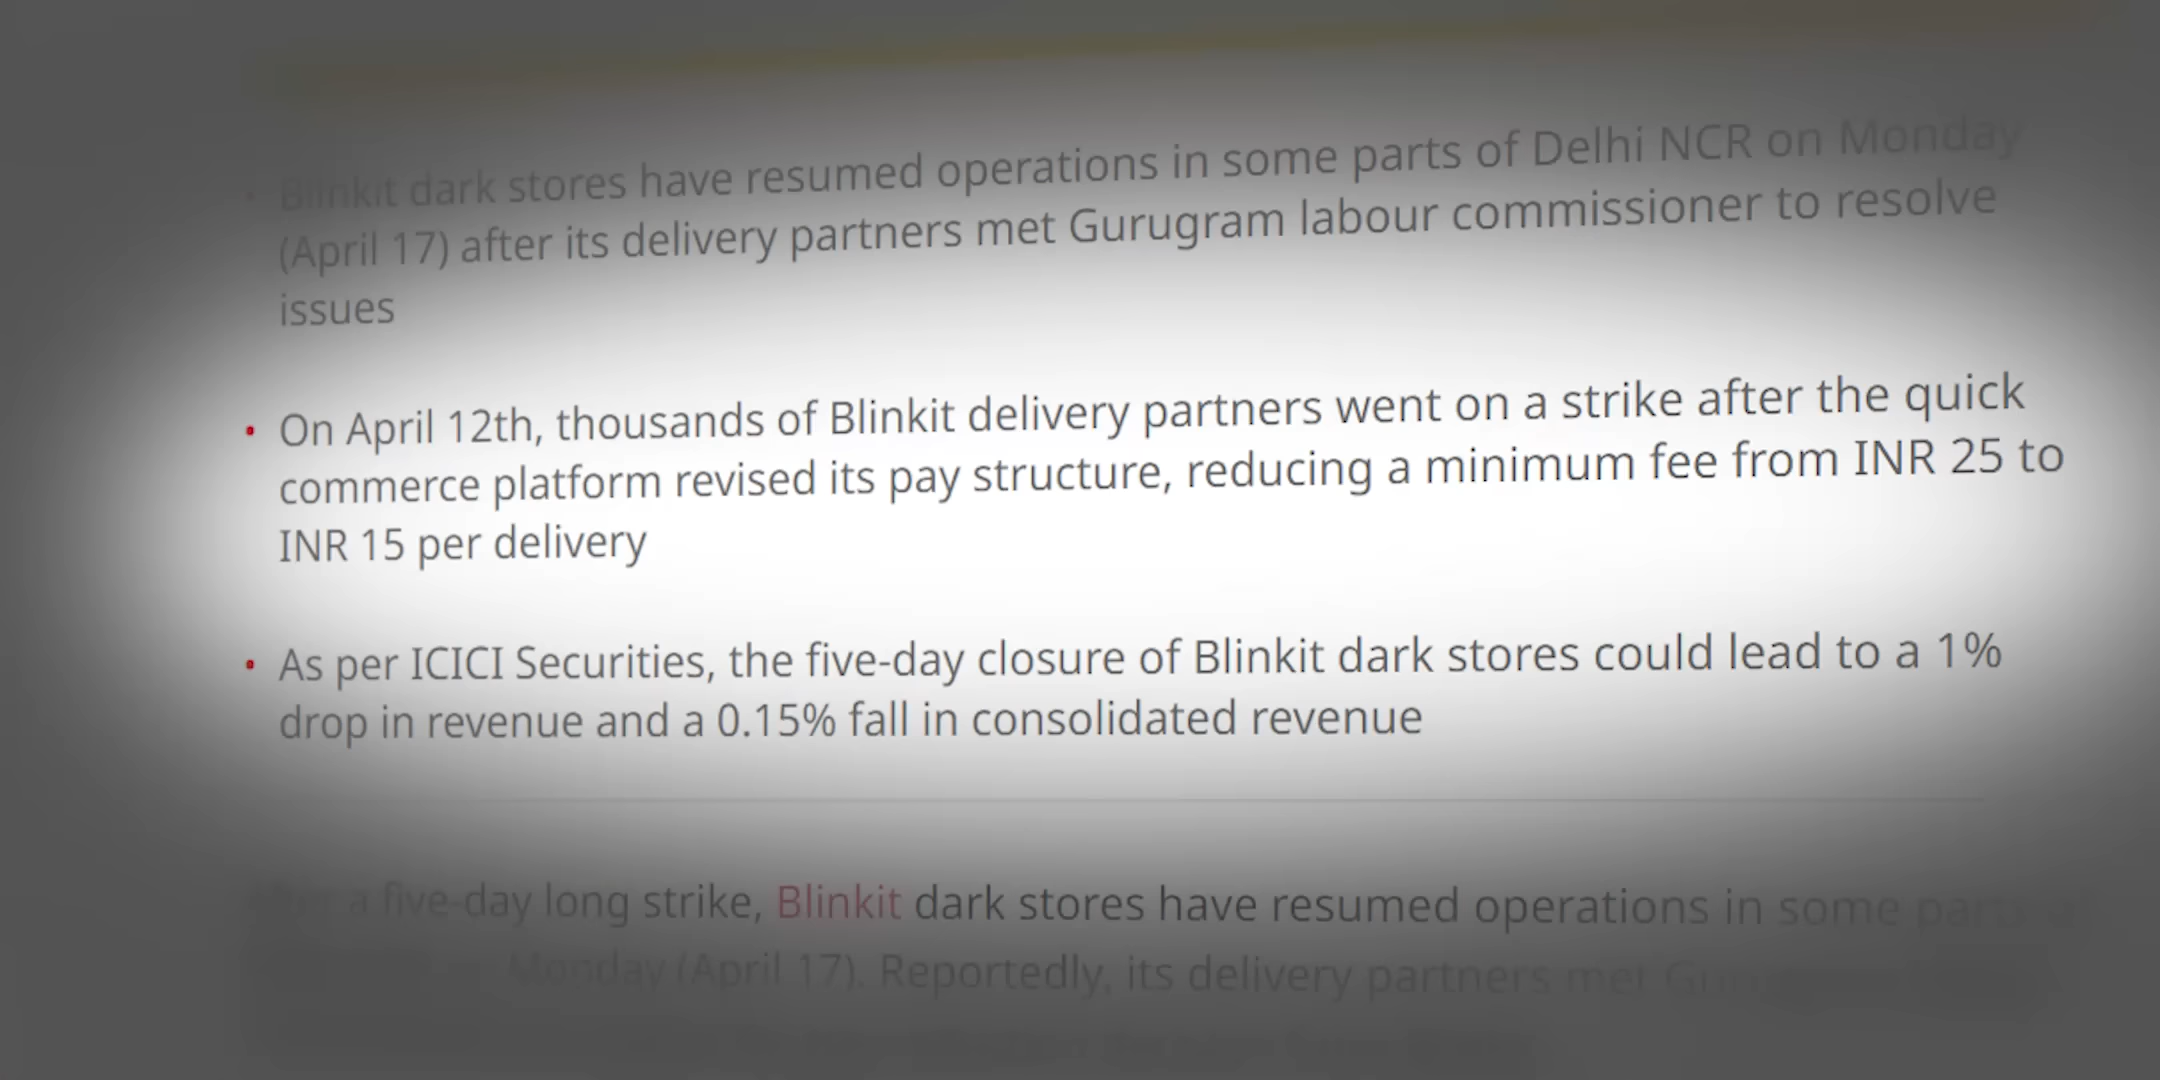 Blinkit dark stores have resumed operations in some parts of Delhi NCR on Monday
(April 17) after its delivery partners met Gurugram labour commissioner to resolve
issues
On April 12th, thousands of Blinkit delivery partners went on a strike after the quick
commerce platform revised its pay structure, reducing a minimum fee from INR 25 to
INR 15 per delivery
As per ICICI Securities, the five-day closure of Blinkit dark stores could lead to a 1%
drop in revenue and a 0.15% fall in consolidated revenue
a five-day long strike, Blinkit dark stores have resumed operations in some
Monday (April 17). Reportedly, its delivery partners met